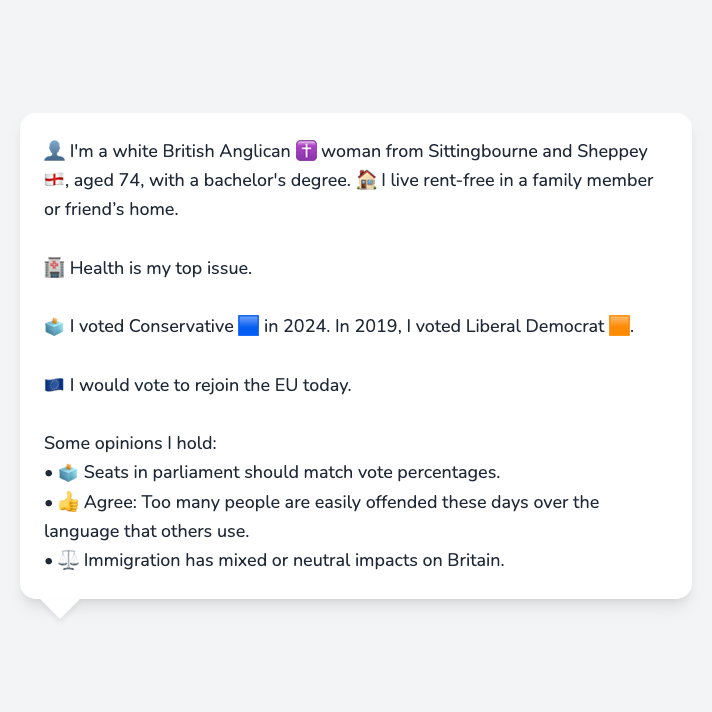 👤 I'm a white British Anglican ✝️ woman from Sittingbourne and Sheppey
🏴󠁧󠁢󠁥󠁮󠁧󠁿, aged 74, with a bachelor's degree. 🏠 I live rent-free in a family member
or friend’s home.
🏥 Health is my top issue.
🗳️ I voted Conservative 🟦 in 2024. In 2019, I voted Liberal Democrat 🟧.
🇪🇺 I would vote to rejoin the EU today.
Some opinions I hold:
• 🗳️ Seats in parliament should match vote percentages.
• 👍 Agree: Too many people are easily offended these days over the
language that others use.
• ⚖️ Immigration has mixed or neutral impacts on Britain.